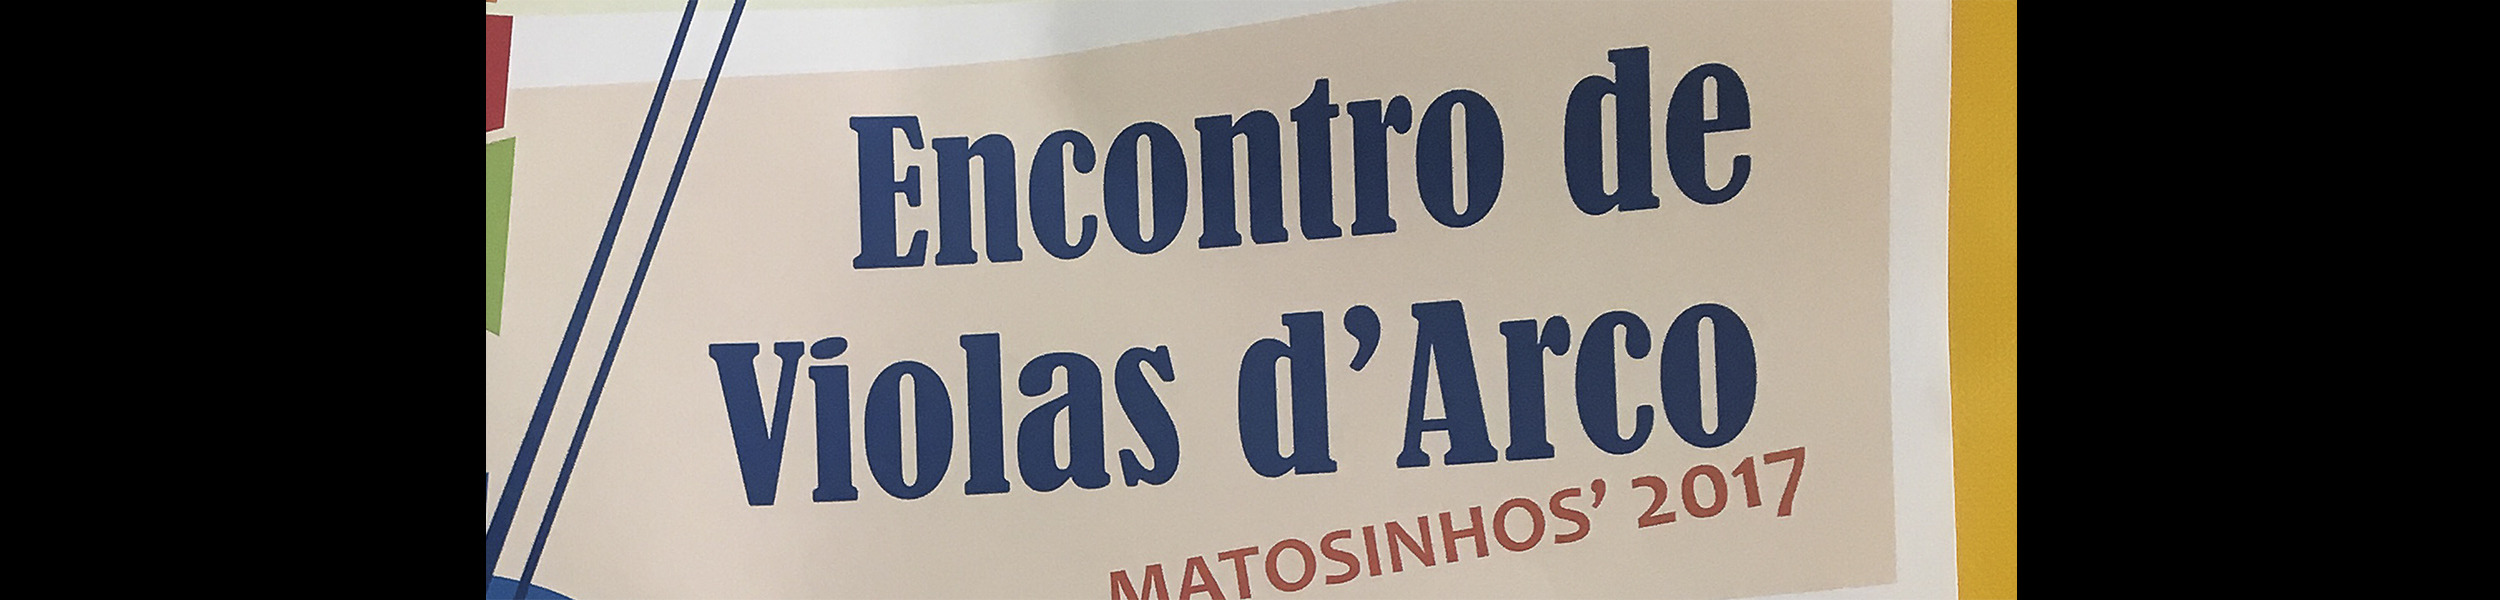 Encontro de
Violas d’Arco
MATOSINHOS’ 2017